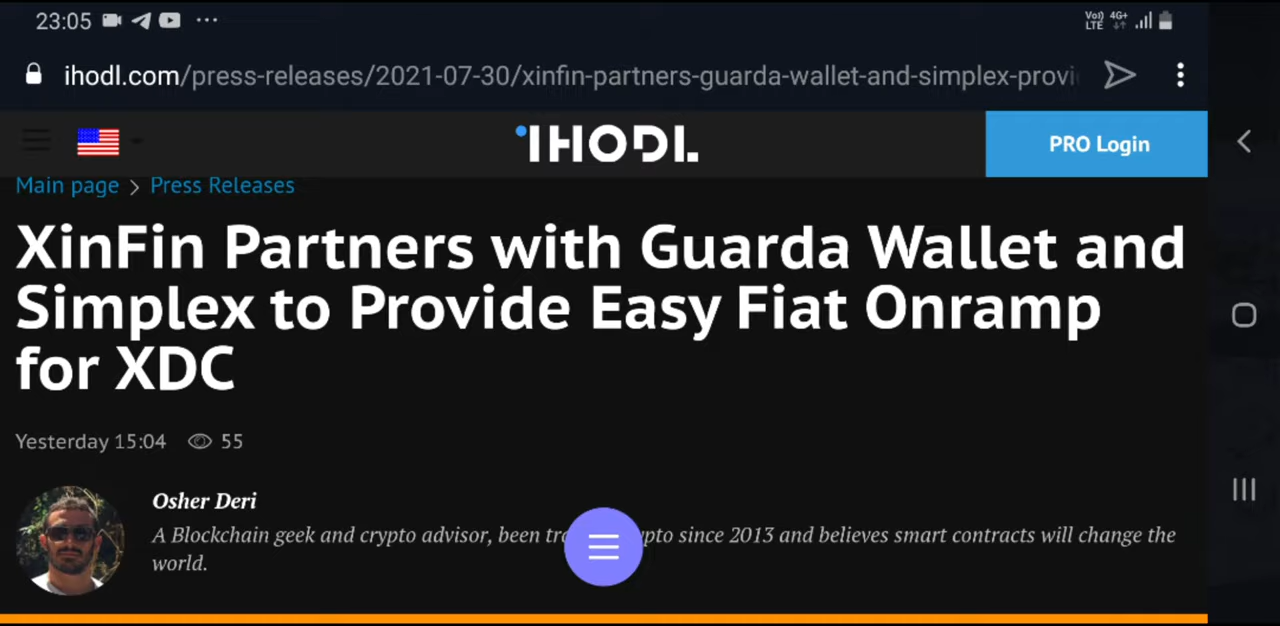 23:05
Vo)) LTE 4G+
ihodl.com/press-releases/2021-07-30/xinfin-partners-guarda-wallet-and-simplex-provi
IHODL
PRO Login
Main page > Press Releases
XinFin Partners with Guarda Wallet and
Simplex to Provide Easy Fiat Onramp
for XDC
Yesterday 15:04 55
Osher Deri
A Blockchain geek and crypto advisor, been since 2013 and believes smart contracts will change the
world.